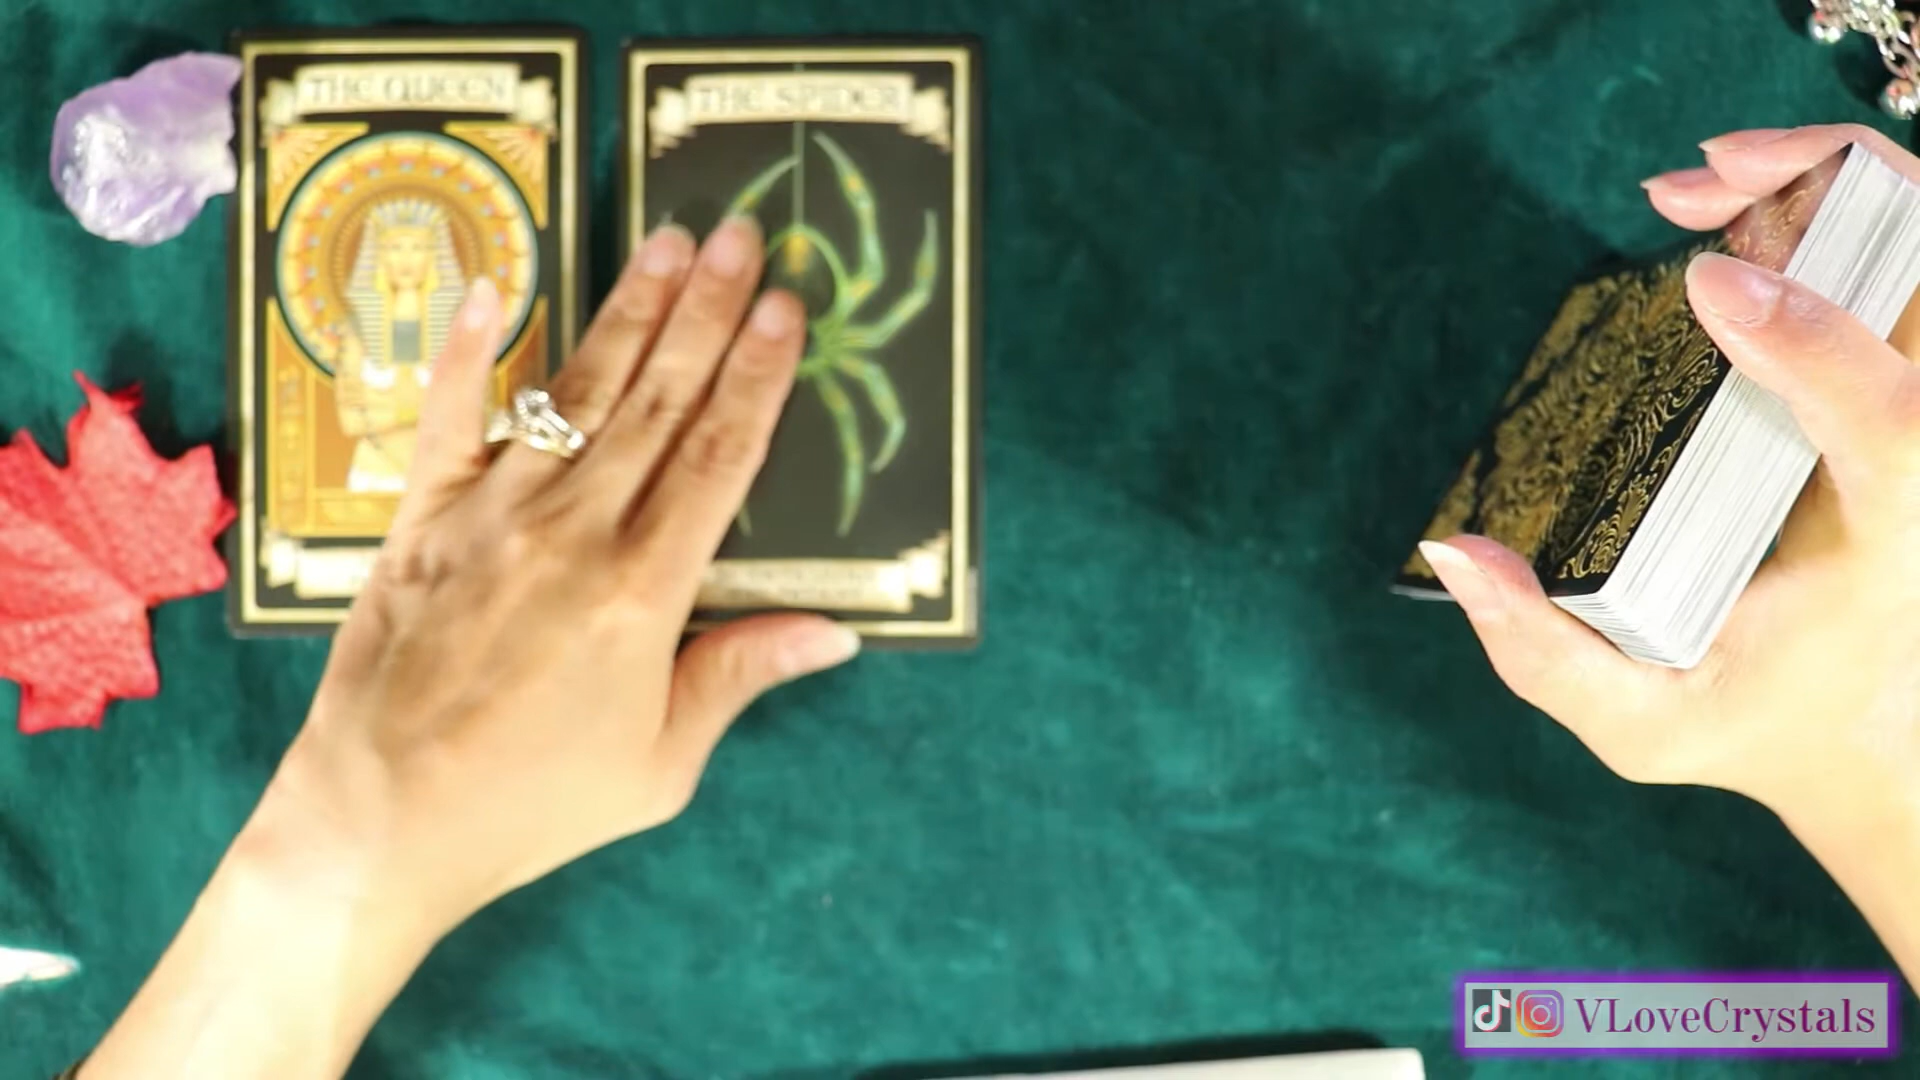 THE QUEEN
THE SPIDER
VLoveCrystals